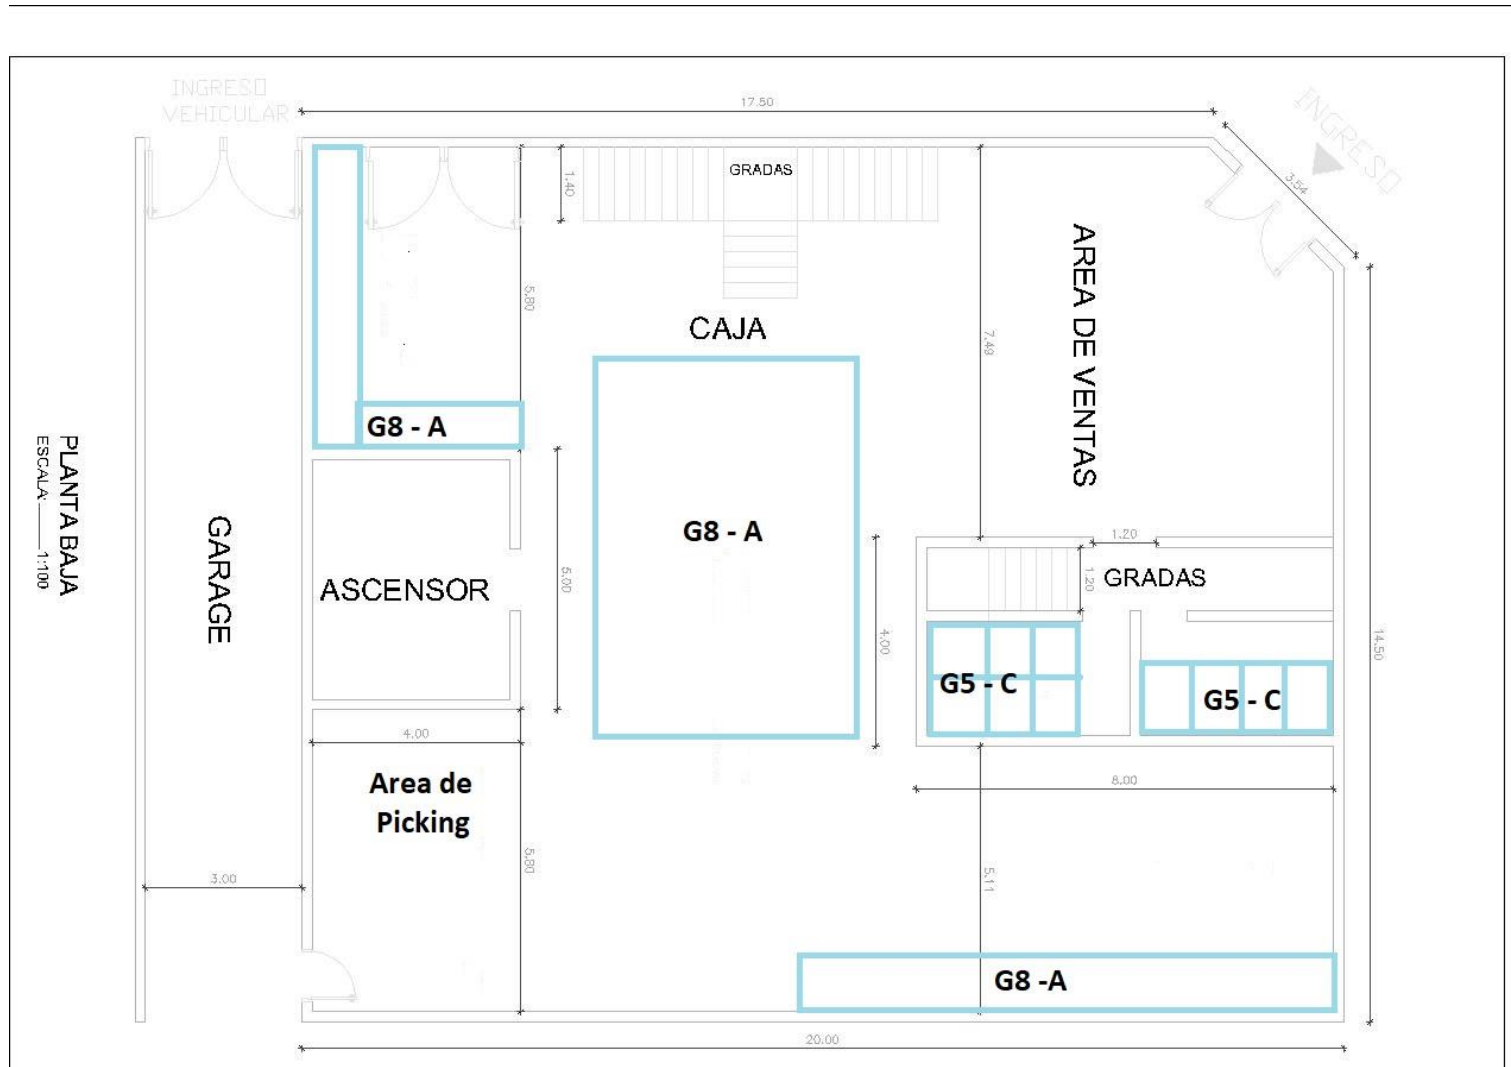 INGRESO
VEHICULAR
17.50
INGRESO
3.54
GRADAS
1.40
AREA DE VENTAS
5.80
CAJA
7.49
G8 - A
PLANTA BAJA
ESCALA: 1:100
GARAGE
ASCENSOR
5.00
G8 - A
1.20
1.20
GRADAS
4.00
14.50
G5 - C
G5 - C
4.00
Area de
Picking
8.00
5.80
5.11
3.00
G8 -A
20.00